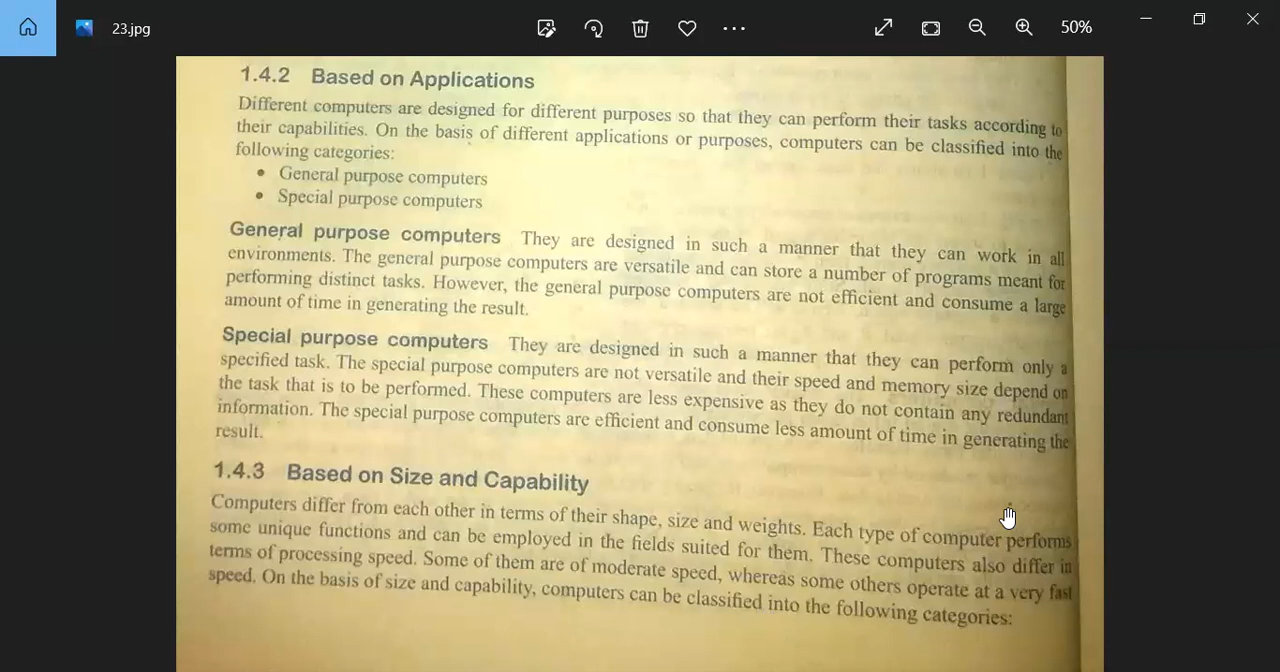 23.jpg
50%
1.4.2 Based on Applications
Different computers are designed for different purposes so that they can perform their tasks according to
their capabilities. On the basis of different applications or purposes, computers can be classified into the
following categories:
• General purpose computers
• Special purpose computers
General purpose computers They are designed in such a manner that they can work in all
environments. The general purpose computers are versatile and can store a number of programs meant for
performing distinct tasks. However, the general purpose computers are not efficient and consume a large
amount of time in generating the result.
Special purpose computers They are designed in such a manner that they can perform only a
specified task. The special purpose computers are not versatile and their speed and memory size depend on
the task that is to be performed. These computers are less expensive as they do not contain any redundant
information. The special purpose computers are efficient and consume less amount of time in generating the
result.
1.4.3 Based on Size and Capability
Computers differ from each other in terms of their shape, size and weights. Each type of computer performs
some unique functions and can be employed in the fields suited for them. These computers also differ in
terms of processing speed. Some of them are of moderate speed, whereas some others operate at a very fast
speed. On the basis of size and capability, computers can be classified into the following categories: